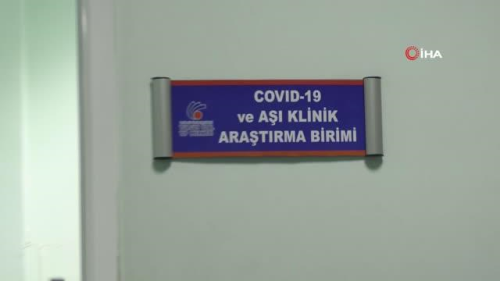 İHA
COVID-19
ve AŞI KLİNİK
ARAŞTIRMA BİRİMİ